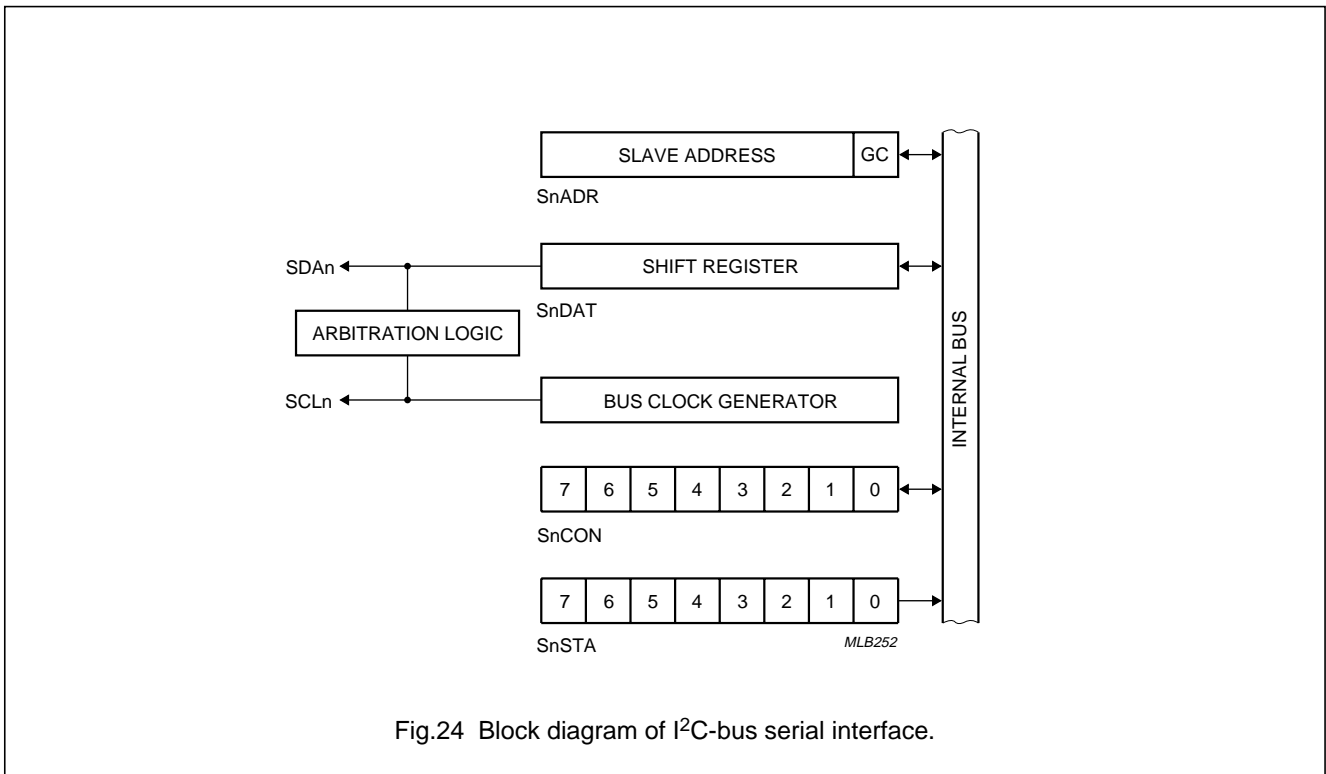 SLAVE ADDRESS GC
SnADR
SDAn SHIFT REGISTER
SnDAT
ARBITRATION LOGIC
SCLn BUS CLOCK GENERATOR
INTERNAL BUS
7 6 5 4 3 2 1 0
SnCON
7 6 5 4 3 2 1 0
SnSTA MLB252
Fig.24 Block diagram of I²C-bus serial interface.